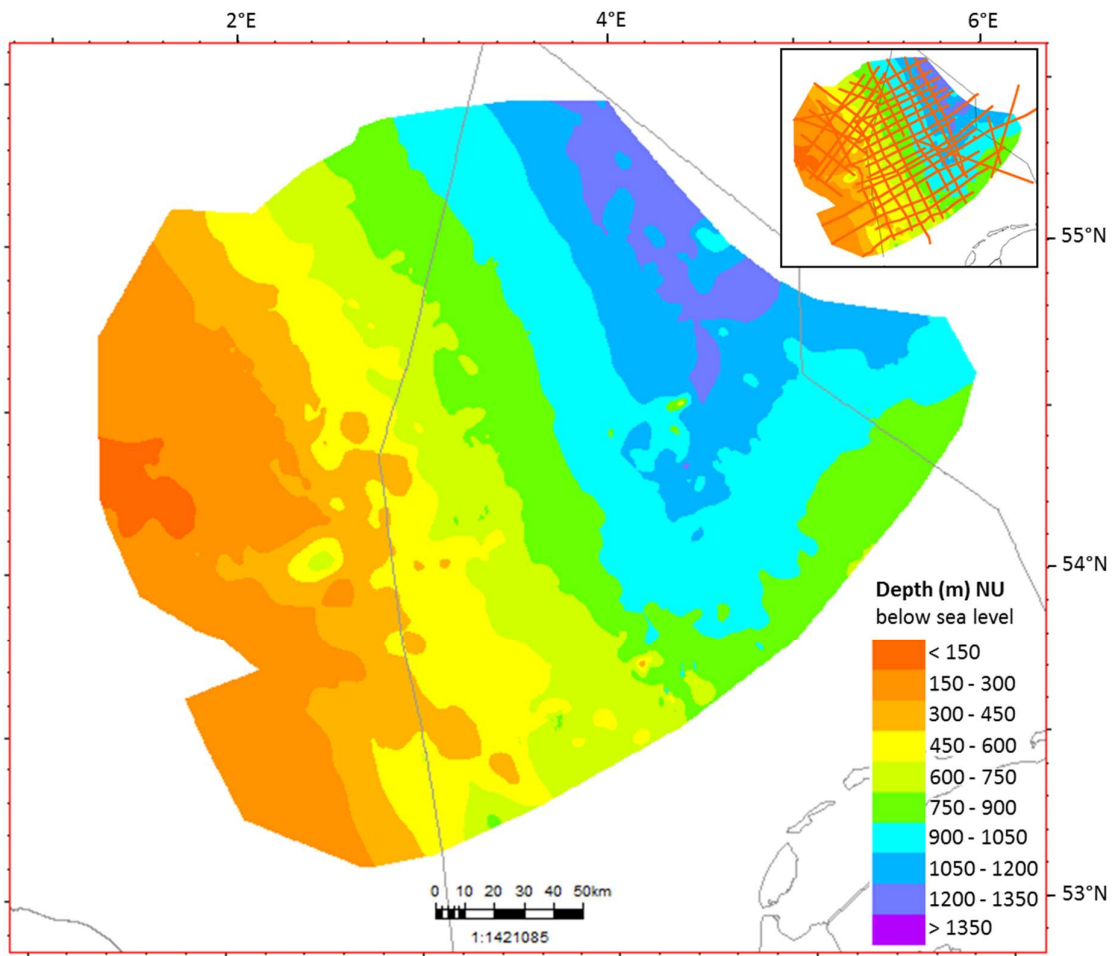 2°E 4°E 6°E
55°N
54°N
Depth (m) NU
below sea level
< 150
150 - 300
300 - 450
450 - 600
600 - 750
750 - 900
900 - 1050
1050 - 1200
1200 - 1350
> 1350
53°N
0 10 20 30 40 50km
1:1421085